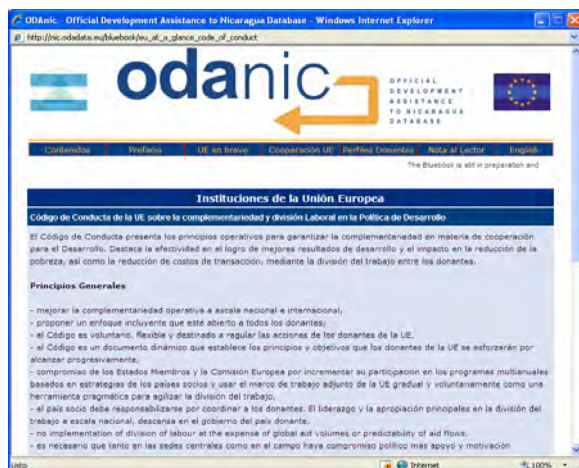 ODAnic - Official Development Assistance to Nicaragua Database - Windows Internet Explorer
http://nic.odadata.eu/bluebook/eu_at_a_glance_code_of_conduct
odanic
OFFICIAL
DEVELOPMENT
ASSISTANCE
TO NICARAGUA
DATABASE
Contenidos Prefacio UE en breve Cooperación UE Perfiles Donantes Nota al Lector English
The Bluebook is still in preparation and
Instituciones de la Unión Europea
Código de Conducta de la UE sobre la complementariedad y división Laboral en la Política de Desarrollo
El Código de Conducta presenta los principios operativos para garantizar la complementariedad en materia de cooperación
para el Desarrollo. Destaca la efectividad en el logro de mejores resultados de desarrollo y el impacto en la reducción de la
pobreza, así como la reducción de costos de transacción, mediante la división del trabajo entre los donantes.
Principios Generales
- mejorar la complementariedad operativa a escala nacional e internacional;
- proponer un enfoque incluyente que esté abierto a todos los donantes;
- el Código es voluntario, flexible y destinado a regular las acciones de los donantes de la UE.
- el Código es un documento dinámico que establece los principios y objetivos que los donantes de la UE se esforzarán por
alcanzar progresivamente;
- compromiso de los Estados Miembros y la Comisión Europea por incrementar su participación en los programas multianuales
basados en estrategias de los países socios y usar el marco de trabajo adjunto de la UE gradual y voluntariamente como una
herramienta pragmática para agilizar la división del trabajo,
- el país socio debe responsabilizarse por coordinar a los donantes. El liderazgo y la apropiación principales en la división del
trabajo a escala nacional, descansa en el gobierno del país donante,
- no implementation of division of labour at the expense of global aid volumes or predictability of aid flows,
- es necesario que tanto en las sedes centrales como en el campo haya compromiso político más apoyo y motivación
Listo Internet 100%